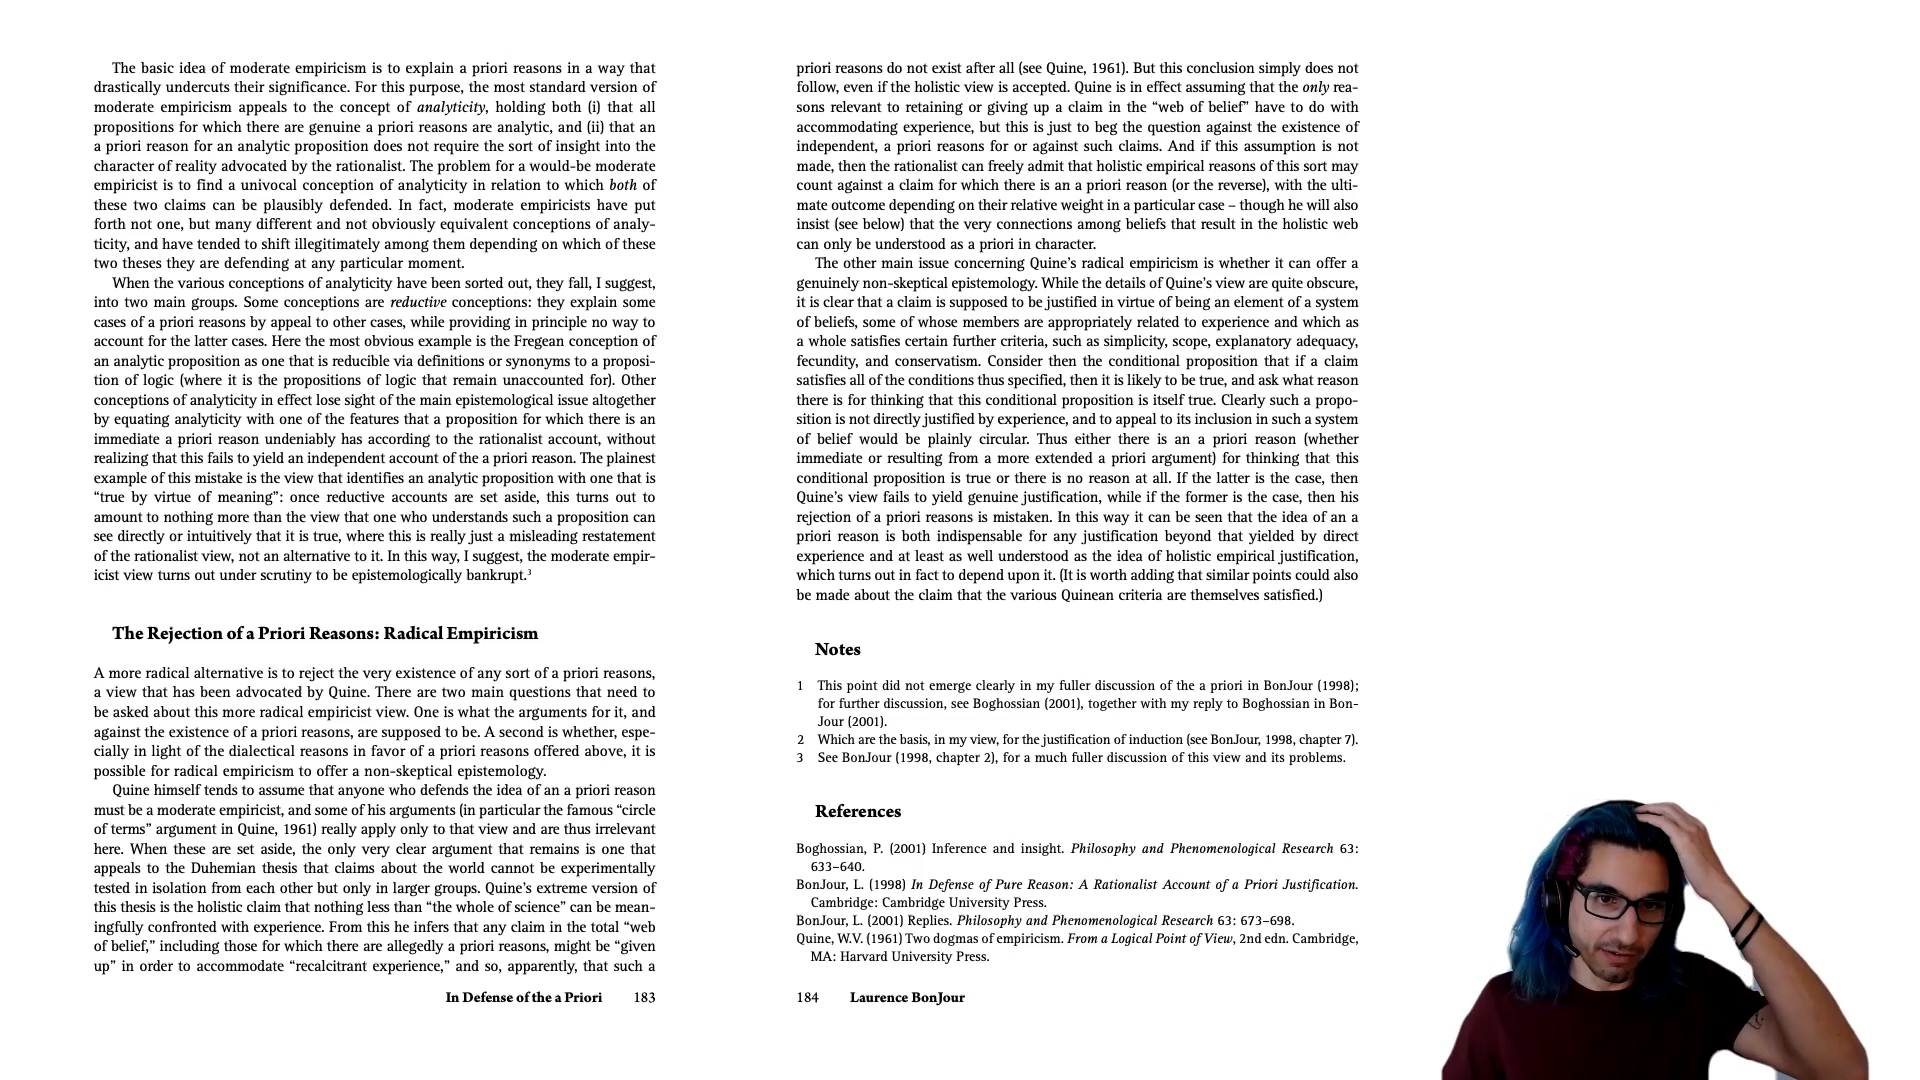 The basic idea of moderate empiricism is to explain a priori reasons in a way that
drastically undercuts their significance. For this purpose, the most standard version of
moderate empiricism appeals to the concept of analyticity, holding both (i) that all
propositions for which there are genuine a priori reasons are analytic, and (ii) that an
a priori reason for an analytic proposition does not require the sort of insight into the
character of reality advocated by the rationalist. The problem for a would-be moderate
empiricist is to find a univocal conception of analyticity in relation to which both of
these two claims can be plausibly defended. In fact, moderate empiricists have put
forth not one, but many different and not obviously equivalent conceptions of analy-
ticity, and have tended to shift illegitimately among them depending on which of these
two theses they are defending at any particular moment.
When the various conceptions of analyticity have been sorted out, they fall, I suggest,
into two main groups. Some conceptions are reductive conceptions: they explain some
cases of a priori reasons by appeal to other cases, while providing in principle no way to
account for the latter cases. Here the most obvious example is the Fregean conception of
an analytic proposition as one that is reducible via definitions or synonyms to a proposi-
tion of logic (where it is the propositions of logic that remain unaccounted for). Other
conceptions of analyticity in effect lose sight of the main epistemological issue altogether
by equating analyticity with one of the features that a proposition for which there is an
immediate a priori reason undeniably has according to the rationalist account, without
realizing that this fails to yield an independent account of the a priori reason. The plainest
example of this mistake is the view that identifies an analytic proposition with one that is
“true by virtue of meaning”: once reductive accounts are set aside, this turns out to
amount to nothing more than the view that one who understands such a proposition can
see directly or intuitively that it is true, where this is really just a misleading restatement
of the rationalist view, not an alternative to it. In this way, I suggest, the moderate empir-
icist view turns out under scrutiny to be epistemologically bankrupt.3
The Rejection of a Priori Reasons: Radical Empiricism
A more radical alternative is to reject the very existence of any sort of a priori reasons,
a view that has been advocated by Quine. There are two main questions that need to
be asked about this more radical empiricist view. One is what the arguments for it, and
against the existence of a priori reasons, are supposed to be. A second is whether, espe-
cially in light of the dialectical reasons in favor of a priori reasons offered above, it is
possible for radical empiricism to offer a non-skeptical epistemology.
Quine himself tends to assume that anyone who defends the idea of an a priori reason
must be a moderate empiricist, and some of his arguments (in particular the famous “circle
of terms” argument in Quine, 1961) really apply only to that view and are thus irrelevant
here. When these are set aside, the only very clear argument that remains is one that
appeals to the Duhemian thesis that claims about the world cannot be experimentally
tested in isolation from each other but only in larger groups. Quine’s extreme version of
this thesis is the holistic claim that nothing less than “the whole of science” can be mean-
ingfully confronted with experience. From this he infers that any claim in the total “web
of belief,” including those for which there are allegedly a priori reasons, might be “given
up” in order to accommodate “recalcitrant experience,” and so, apparently, that such a
In Defense of the a Priori 183
priori reasons do not exist after all (see Quine, 1961). But this conclusion simply does not
follow, even if the holistic view is accepted. Quine is in effect assuming that the only rea-
sons relevant to retaining or giving up a claim in the “web of belief” have to do with
accommodating experience, but this is just to beg the question against the existence of
independent, a priori reasons for or against such claims. And if this assumption is not
made, then the rationalist can freely admit that holistic empirical reasons of this sort may
count against a claim for which there is an a priori reason (or the reverse), with the ulti-
mate outcome depending on their relative weight in a particular case – though he will also
insist (see below) that the very connections among beliefs that result in the holistic web
can only be understood as a priori in character.
The other main issue concerning Quine’s radical empiricism is whether it can offer a
genuinely non-skeptical epistemology. While the details of Quine’s view are quite obscure,
it is clear that a claim is supposed to be justified in virtue of being an element of a system
of beliefs, some of whose members are appropriately related to experience and which as
a whole satisfies certain further criteria, such as simplicity, scope, explanatory adequacy,
fecundity, and conservatism. Consider then the conditional proposition that if a claim
satisfies all of the conditions thus specified, then it is likely to be true, and ask what reason
there is for thinking that this conditional proposition is itself true. Clearly such a propo-
sition is not directly justified by experience, and to appeal to its inclusion in such a system
of belief would be plainly circular. Thus either there is an a priori reason (whether
immediate or resulting from a more extended a priori argument) for thinking that this
conditional proposition is true or there is no reason at all. If the latter is the case, then
Quine’s view fails to yield genuine justification, while if the former is the case, then his
rejection of a priori reasons is mistaken. In this way it can be seen that the idea of an a
priori reason is both indispensable for any justification beyond that yielded by direct
experience and at least as well understood as the idea of holistic empirical justification,
which turns out in fact to depend upon it. (It is worth adding that similar points could also
be made about the claim that the various Quinean criteria are themselves satisfied.)
Notes
1 This point did not emerge clearly in my fuller discussion of the a priori in BonJour (1998);
for further discussion, see Boghossian (2001), together with my reply to Boghossian in Bon-
Jour (2001).
2 Which are the basis, in my view, for the justification of induction (see BonJour, 1998, chapter 7).
3 See BonJour (1998, chapter 2), for a much fuller discussion of this view and its problems.
References
Boghossian, P. (2001) Inference and insight. Philosophy and Phenomenological Research 63:
633–640.
BonJour, L. (1998) In Defense of Pure Reason: A Rationalist Account of a Priori Justification.
Cambridge: Cambridge University Press.
BonJour, L. (2001) Replies. Philosophy and Phenomenological Research 63: 673–698.
Quine, W.V. (1961) Two dogmas of empiricism. From a Logical Point of View, 2nd edn. Cambridge,
MA: Harvard University Press.
184 Laurence BonJour